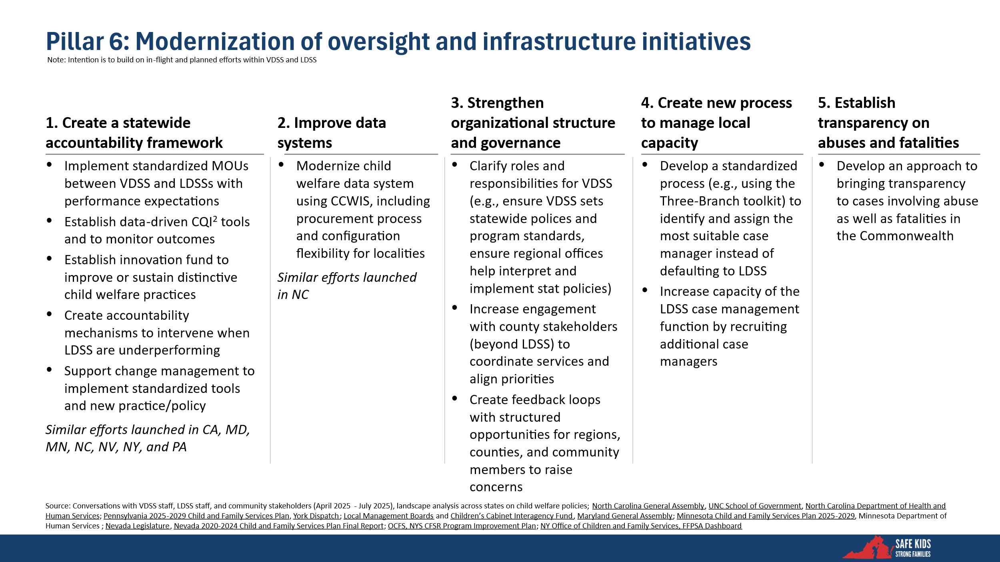 Pillar 6: Modernization of oversight and infrastructure initiatives
Note: Intention is to build on in-flight and planned efforts within VDSS and LDSS
1. Create a statewide
accountability framework
• Implement standardized MOUs
between VDSS and LDSSs with
performance expectations
• Establish data-driven CQI² tools
and to monitor outcomes
• Establish innovation fund to
improve or sustain distinctive
child welfare practices
• Create accountability
mechanisms to intervene when
LDSS are underperforming
• Support change management to
implement standardized tools
and new practice/policy
Similar efforts launched in CA, MD,
MN, NC, NV, NY, and PA
2. Improve data
systems
• Modernize child
welfare data system
using CCWIS, including
procurement process
and configuration
flexibility for localities
Similar efforts launched
in NC
3. Strengthen
organizational structure
and governance
• Clarify roles and
responsibilities for VDSS
(e.g., ensure VDSS sets
statewide polices and
program standards,
ensure regional offices
help interpret and
implement stat policies)
• Increase engagement
with county stakeholders
(beyond LDSS) to
coordinate services and
align priorities
• Create feedback loops
with structured
opportunities for regions,
counties, and community
members to raise
concerns
4. Create new process
to manage local
capacity
• Develop a standardized
process (e.g., using the
Three-Branch toolkit) to
identify and assign the
most suitable case
manager instead of
defaulting to LDSS
• Increase capacity of the
LDSS case management
function by recruiting
additional case
managers
5. Establish
transparency on
abuses and fatalities
• Develop an approach to
bringing transparency
to cases involving abuse
as well as fatalities in
the Commonwealth
Source: Conversations with VDSS staff, LDSS staff, and community stakeholders (April 2025 - July 2025), landscape analysis across states on child welfare policies; North Carolina General Assembly, UNC School of Government, North Carolina Department of Health and
Human Services; Pennsylvania 2025-2029 Child and Family Services Plan, York Dispatch; Local Management Boards and Children's Cabinet Interagency Fund, Maryland General Assembly; Minnesota Child and Family Services Plan 2025-2029, Minnesota Department of
Human Services ; Nevada Legislature, Nevada 2020-2024 Child and Family Services Plan Final Report; OCFS, NYS CFSR Program Improvement Plan; NY Office of Children and Family Services, FFPSA Dashboard
SAFE KIDS
STRONG FAMILIES